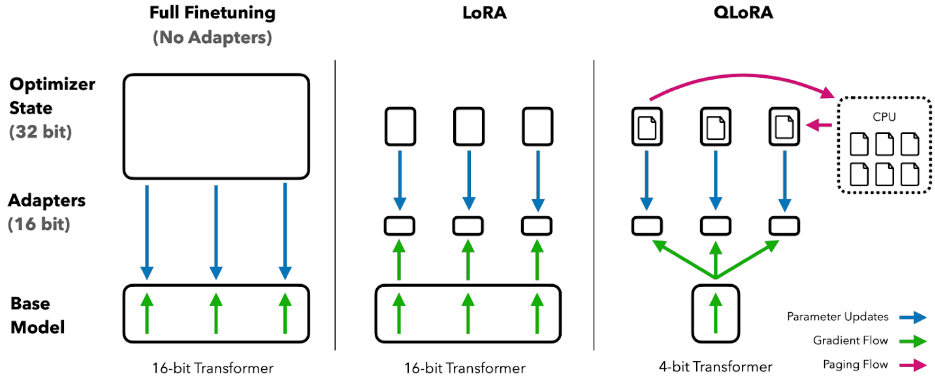 Full Finetuning
(No Adapters)
LoRA
QLoRA
Optimizer
State
(32 bit)
CPU
Adapters
(16 bit)
Base
Model
Parameter Updates
Gradient Flow
Paging Flow
16-bit Transformer
16-bit Transformer
4-bit Transformer